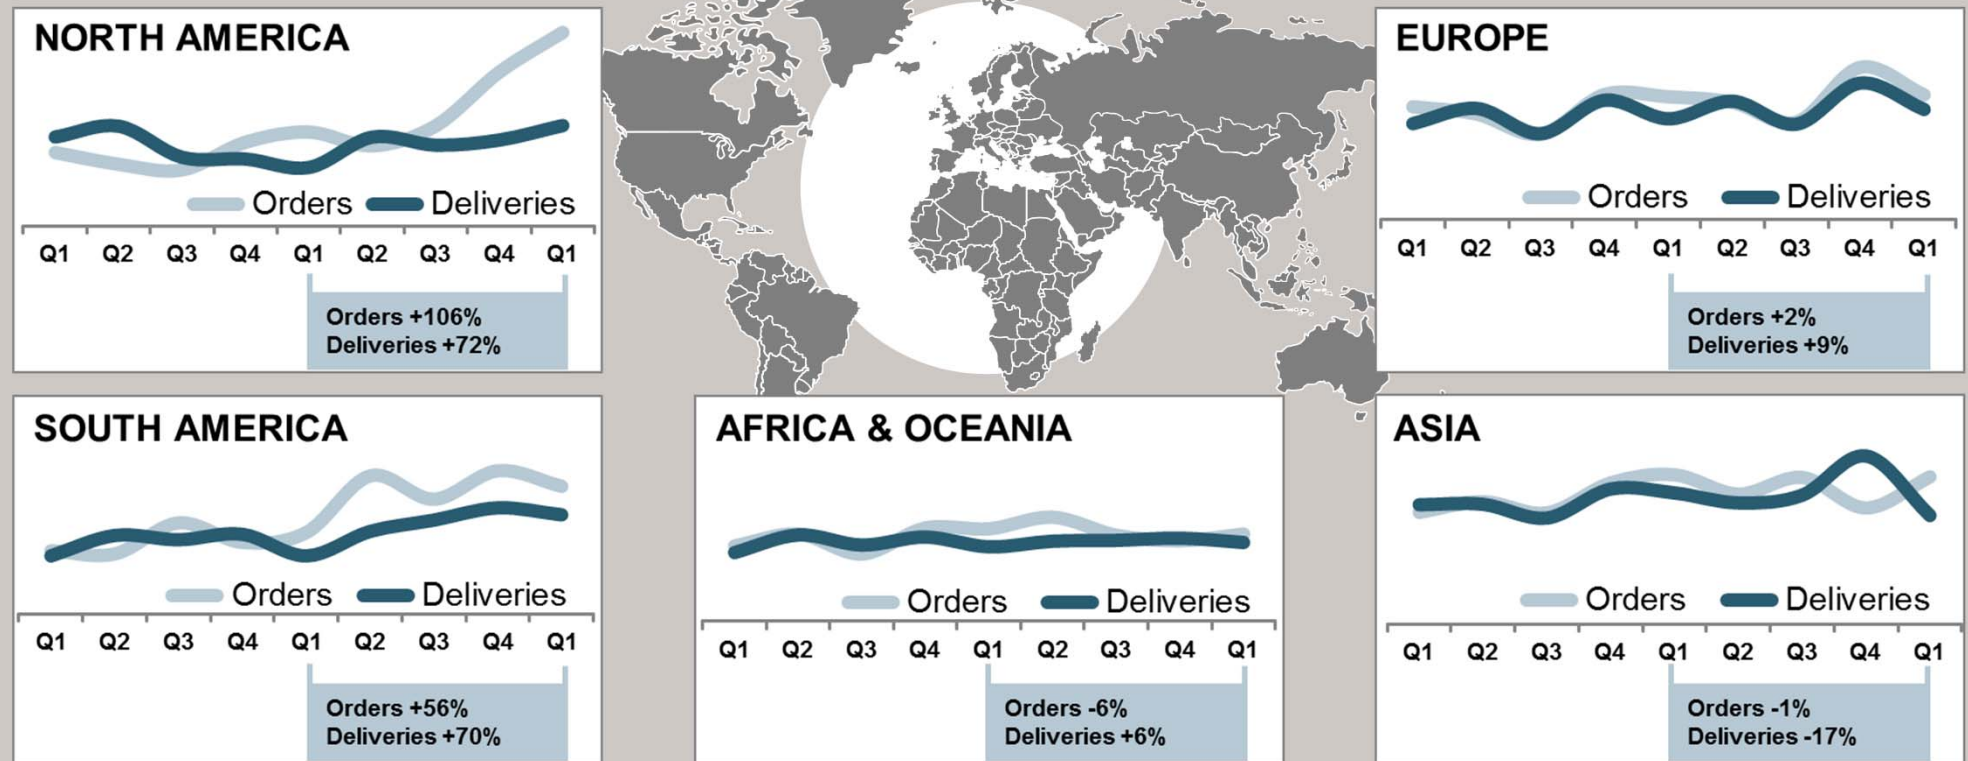 NORTH AMERICA
Orders Deliveries
Q1 Q2 Q3 Q4 Q1 Q2 Q3 Q4 Q1
Orders +106%
Deliveries +72%
EUROPE
Orders Deliveries
Q1 Q2 Q3 Q4 Q1 Q2 Q3 Q4 Q1
Orders +2%
Deliveries +9%
SOUTH AMERICA
Orders Deliveries
Q1 Q2 Q3 Q4 Q1 Q2 Q3 Q4 Q1
Orders +56%
Deliveries +70%
AFRICA & OCEANIA
Orders Deliveries
Q1 Q2 Q3 Q4 Q1 Q2 Q3 Q4 Q1
Orders -6%
Deliveries +6%
ASIA
Orders Deliveries
Q1 Q2 Q3 Q4 Q1 Q2 Q3 Q4 Q1
Orders -1%
Deliveries -17%